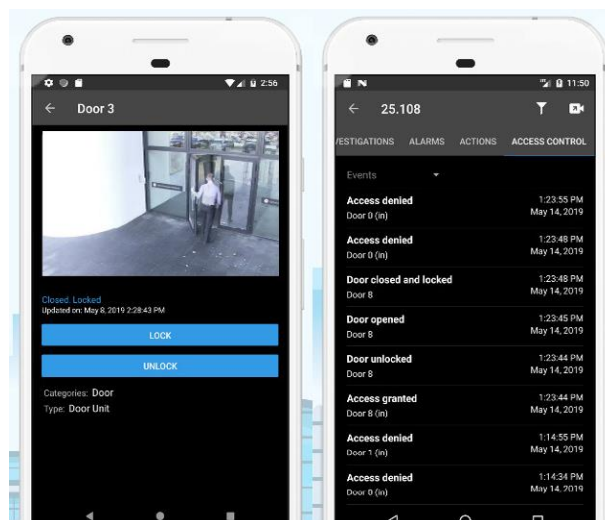 2:56
Door 3
Closed, Locked
Updated on: May 8, 2019 2:28:43 PM
LOCK
UNLOCK
Categories: Door
Type: Door Unit
11:50
25.108
VESTIGATIONS ALARMS ACTIONS ACCESS CONTROL
Events
Access denied 1:23:55 PM
Door 0 (in) May 14, 2019
Access denied 1:23:48 PM
Door 0 (in) May 14, 2019
Door closed and locked 1:23:48 PM
Door 8 May 14, 2019
Door opened 1:23:45 PM
Door 8 May 14, 2019
Door unlocked 1:23:44 PM
Door 8 May 14, 2019
Access granted 1:23:44 PM
Door 8 (in) May 14, 2019
Access denied 1:14:55 PM
Door 1 (in) May 14, 2019
Access denied 1:14:34 PM
Door 0 (in) May 14, 2019